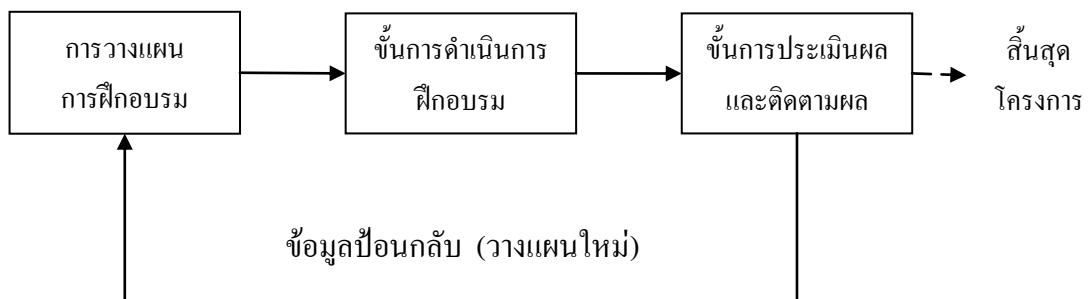 การวางแผน
การฝึกอบรม
ขั้นการดำเนินการ
ฝึกอบรม
ขั้นการประเมินผล
และติดตามผล
สิ้นสุด
โครงการ
ข้อมูลป้อนกลับ (วางแผนใหม่)